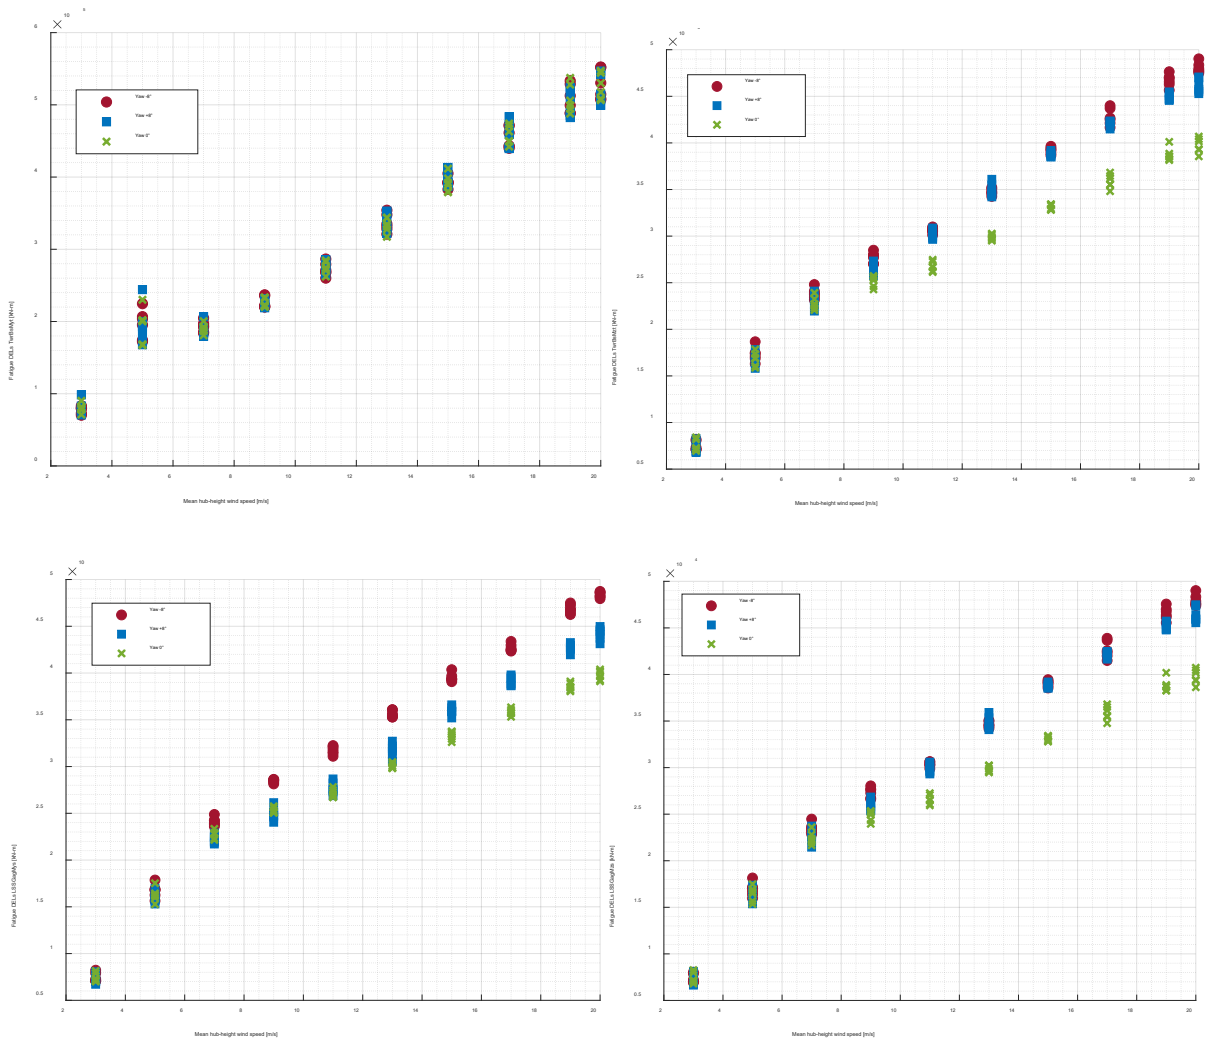 ×10
6
5
4
3
2
1
0
Yaw -8°
Yaw +8°
Yaw 0°
Fatigue DELs TwrBsMyt [kN-m]
2 4 6 8 10 12 14 16 18 20
Mean hub-height wind speed [m/s]
×10
5
4.5
4
3.5
3
2.5
2
1.5
1
0.5
Yaw -8°
Yaw +8°
Yaw 0°
Fatigue DELs TwrBsMzt [kN-m]
2 4 6 8 10 12 14 16 18 20
Mean hub-height wind speed [m/s]
×10
5
4.5
4
3.5
3
2.5
2
1.5
1
0.5
Yaw -8°
Yaw +8°
Yaw 0°
Fatigue DELs LSSGagMys [kN-m]
2 4 6 8 10 12 14 16 18 20
Mean hub-height wind speed [m/s]
×10 4
5
4.5
4
3.5
3
2.5
2
1.5
1
0.5
Yaw -8°
Yaw +8°
Yaw 0°
Fatigue DELs LSSGagMzs [kN-m]
2 4 6 8 10 12 14 16 18 20
Mean hub-height wind speed [m/s]